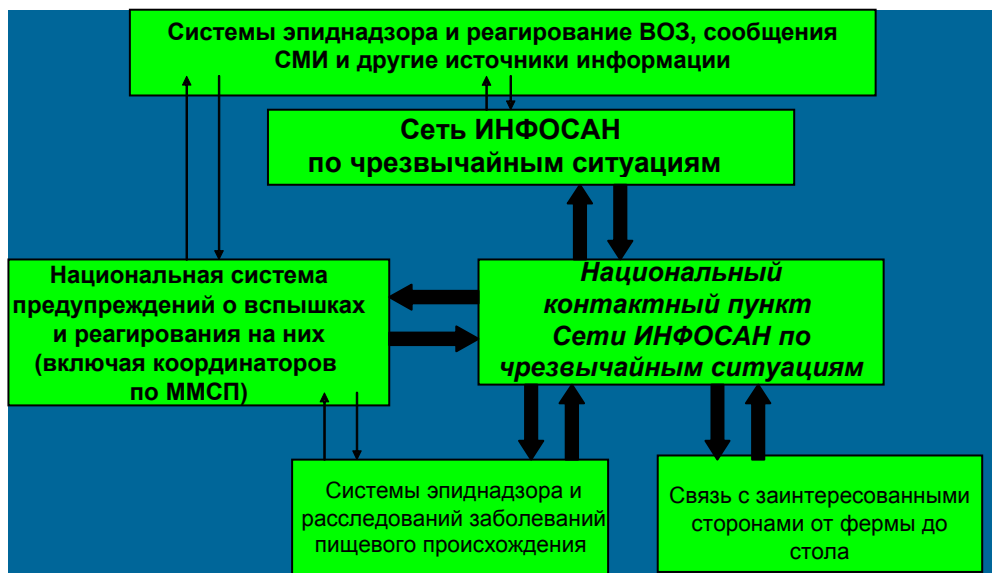 Системы эпиднадзора и реагирование ВОЗ, сообщения
СМИ и другие источники информации
Сеть ИНФОСАН
по чрезвычайным ситуациям
Национальная система
предупреждений о вспышках
и реагирования на них
(включая координаторов
по ММСП)
Национальный
контактный пункт
Сети ИНФОСАН по
чрезвычайным ситуациям
Системы эпиднадзора и
расследований заболеваний
пищевого происхождения
Связь с заинтересованными
сторонами от фермы до
стола